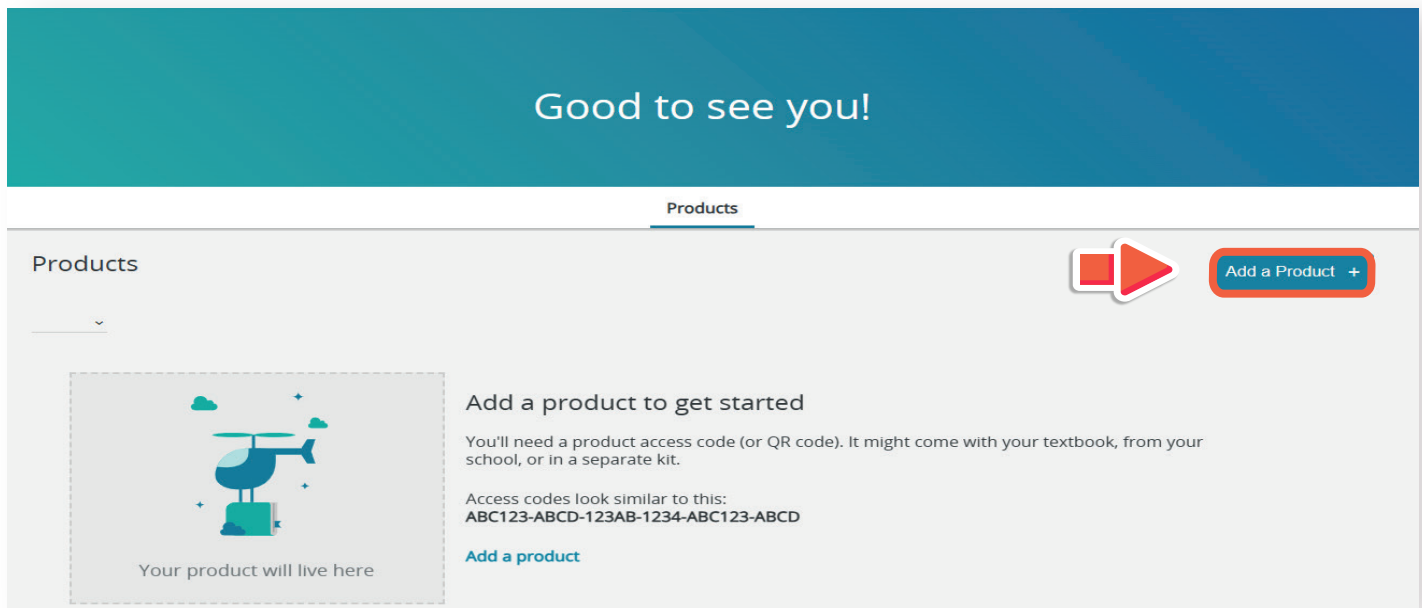 Good to see you!
Products
Products
Add a Product +
Add a product to get started
You'll need a product access code (or QR code). It might come with your textbook, from your
school, or in a separate kit.
Access codes look similar to this:
ABC123-ABCD-123AB-1234-ABC123-ABCD
Add a product
Your product will live here